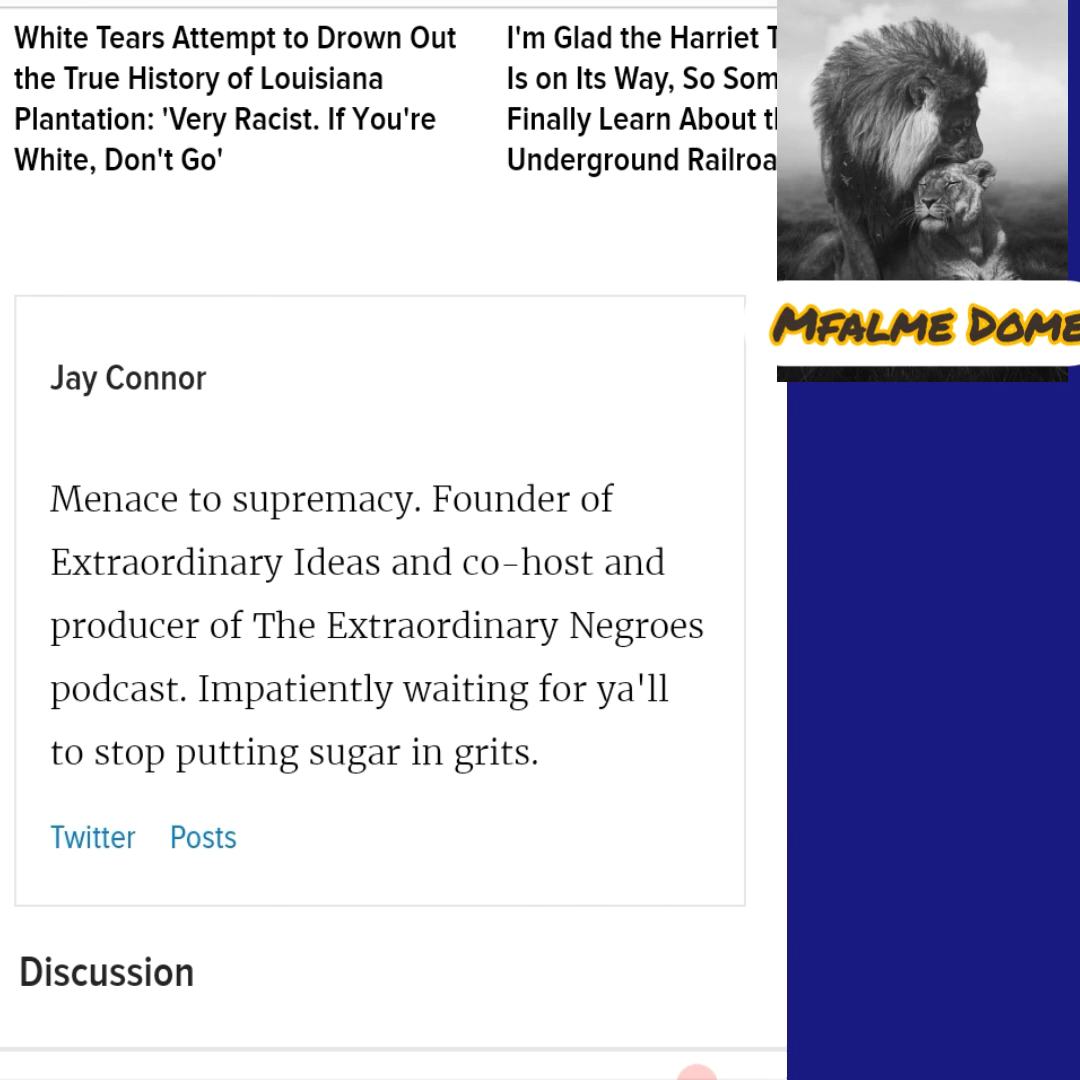 White Tears Attempt to Drown Out
the True History of Louisiana
Plantation: 'Very Racist. If You're
White, Don't Go'
I'm Glad the Harriet
Is on Its Way, So
Finally Learn About
Underground
MFALME DOME
Jay Connor
Menace to supremacy. Founder of
Extraordinary Ideas and co-host and
producer of The Extraordinary Negroes
podcast. Impatiently waiting for ya'll
to stop putting sugar in grits.
Twitter Posts
Discussion